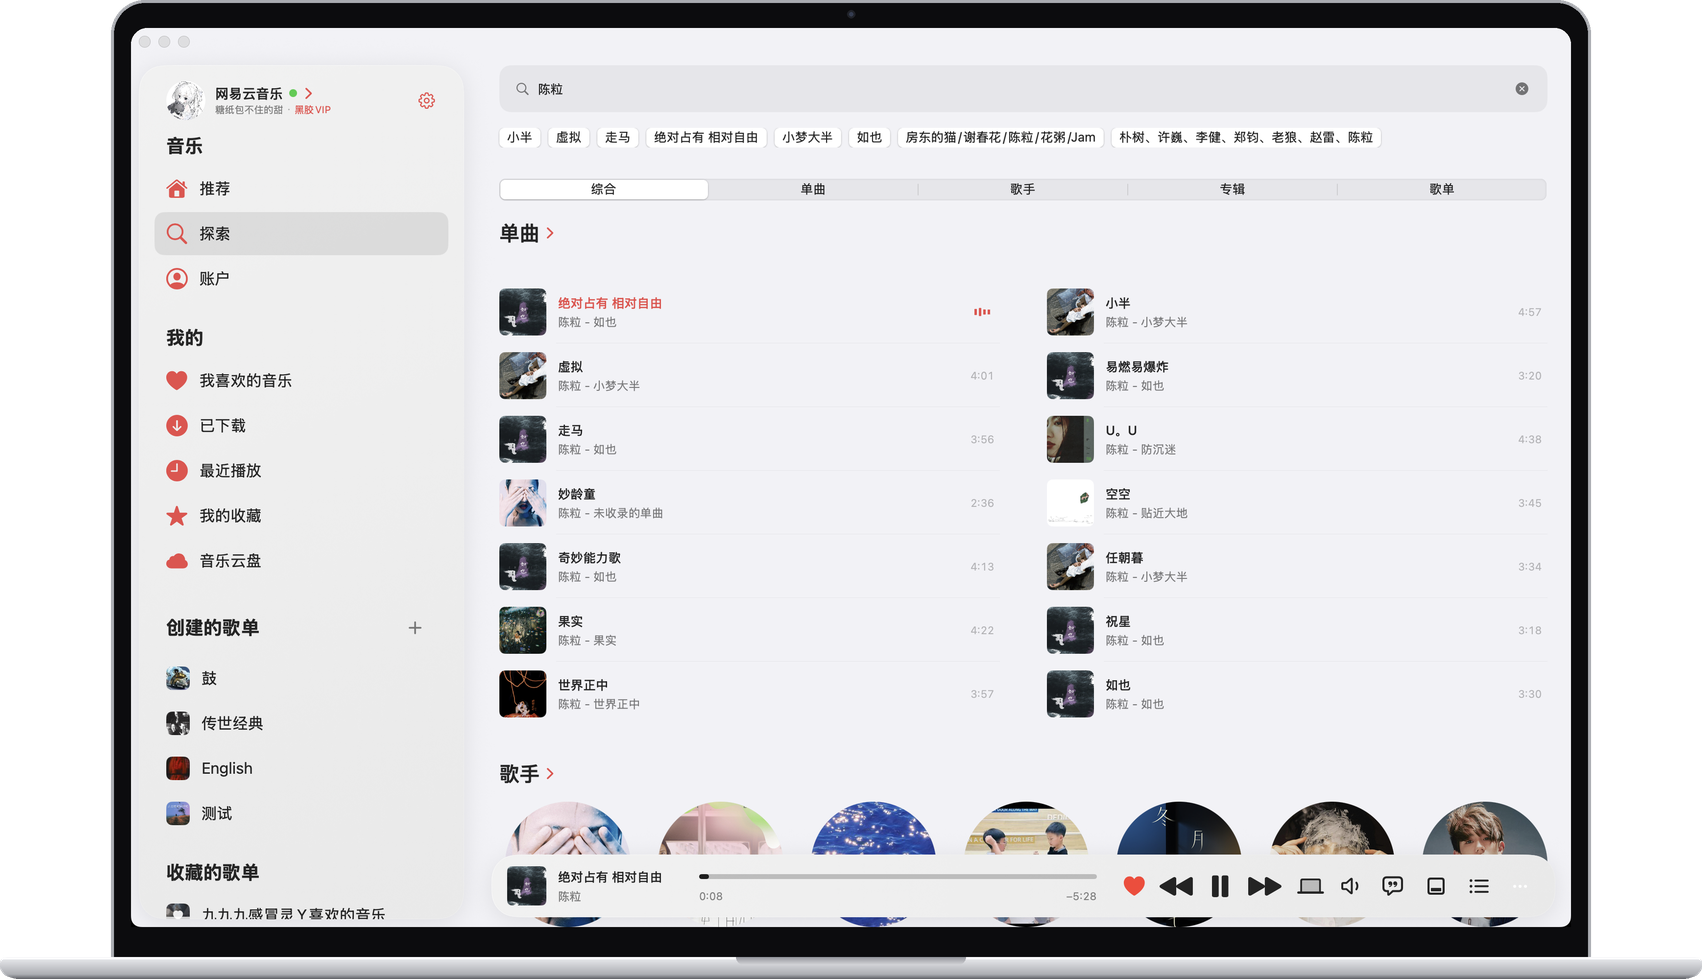 网易云音乐
糖纸包不住的甜 · 黑胶VIP
音乐
推荐
探索
账户
我的
我喜欢的音乐
已下载
最近播放
我的收藏
音乐云盘
创建的歌单
鼓
传世经典
English
测试
收藏的歌单
九九九感冒灵Y喜欢的音乐
陈粒
小半 虚拟 走马 绝对占有 相对自由 小梦大半 如也 房东的猫/谢春花/陈粒/花粥/Jam 朴树、许巍、李健、郑钧、老狼、赵雷、陈粒
综合 单曲 歌手 专辑 歌单
单曲
绝对占有 相对自由
陈粒 - 如也
小半
陈粒 - 小梦大半
4:57
虚拟
陈粒 - 小梦大半
4:01
易燃易爆炸
陈粒 - 如也
3:20
走马
陈粒 - 如也
3:56
U。U
陈粒 - 防沉迷
4:38
妙龄童
陈粒 - 未收录的单曲
2:36
空空
陈粒 - 贴近大地
3:45
奇妙能力歌
陈粒 - 如也
4:13
任朝暮
陈粒 - 小梦大半
3:34
果实
陈粒 - 果实
4:22
祝星
陈粒 - 如也
3:18
世界正中
陈粒 - 世界正中
3:57
如也
陈粒 - 如也
3:30
歌手
冬
月
绝对占有 相对自由
陈粒
0:08
-5:28